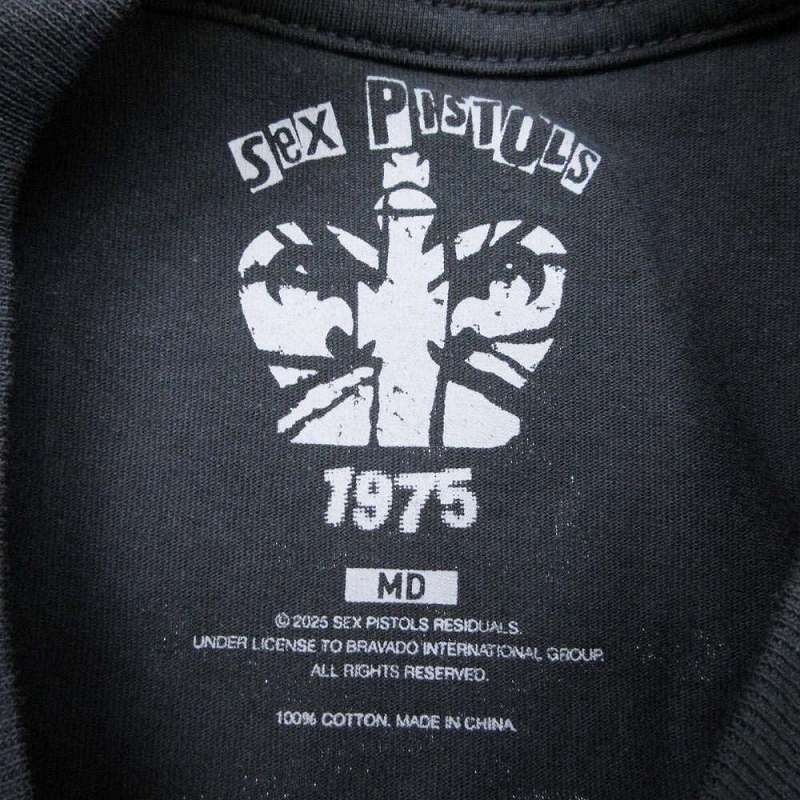 Sex PISTOLS
1975
MD
© 2025 SEX PISTOLS RESIDUALS.
UNDER LICENSE TO BRAVADO INTERNATIONAL GROUP.
ALL RIGHTS RESERVED.
100% COTTON. MADE IN CHINA